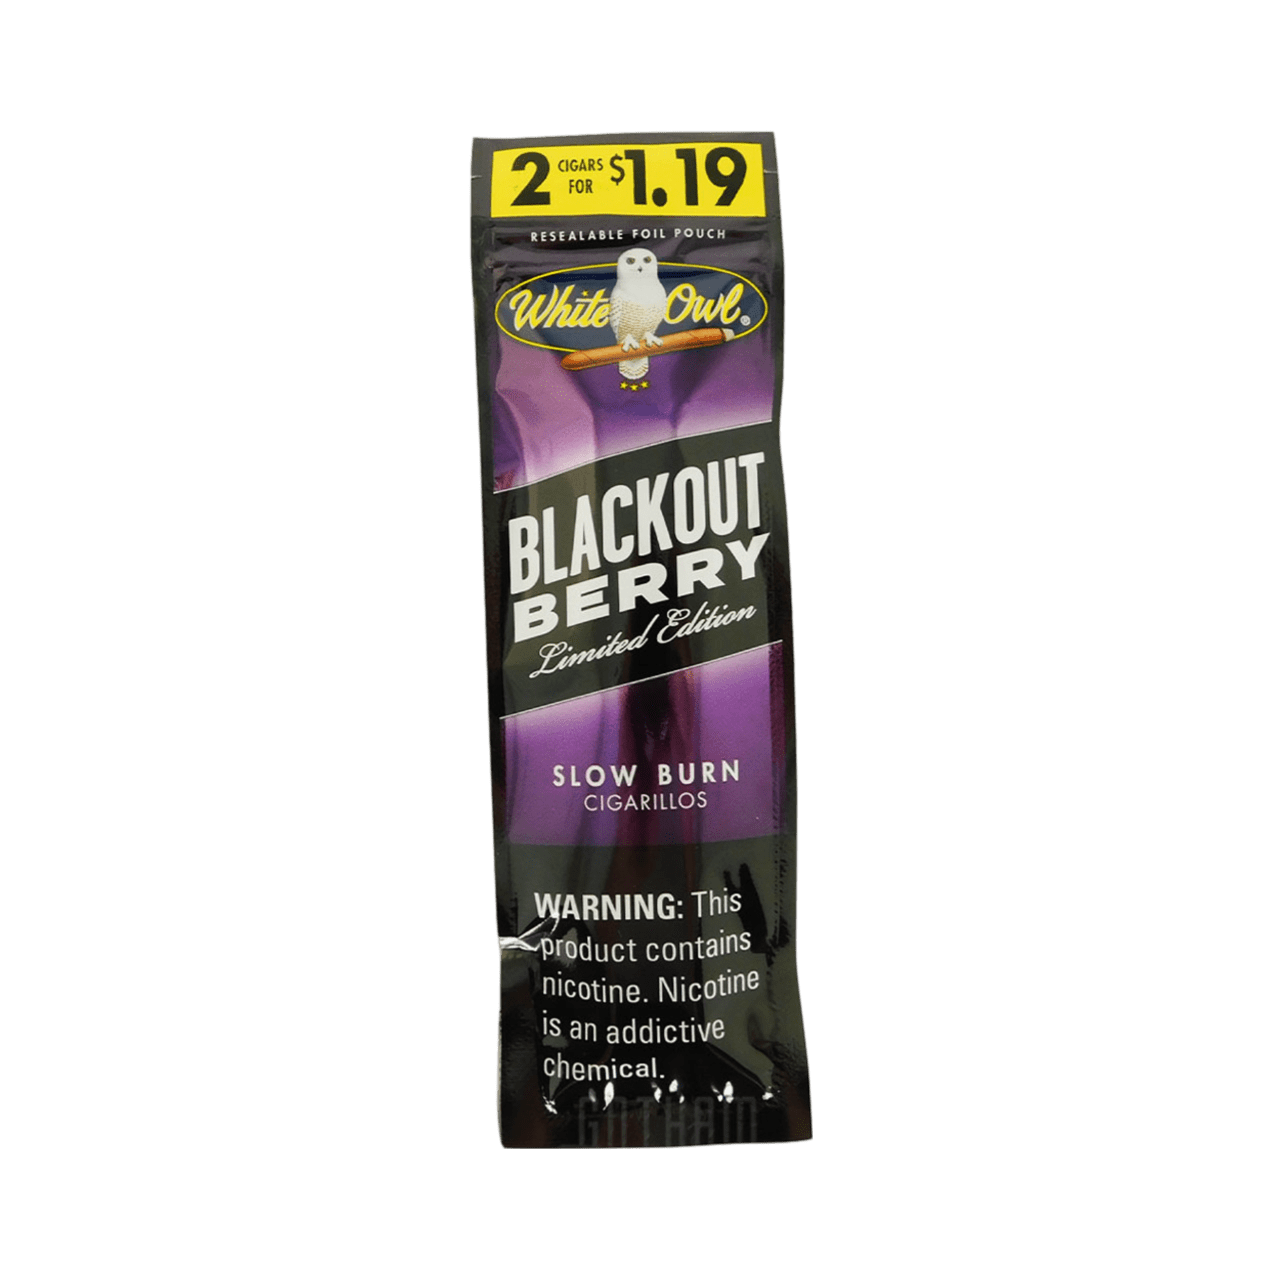 2 CIGARS FOR $1.19
RESEALABLE FOIL POUCH
White Owl®
BLACKOUT
BERRY
Limited Edition
SLOW BURN
CIGARILLOS
WARNING: This
product contains
nicotine. Nicotine
is an addictive
chemical.
GOTHAM